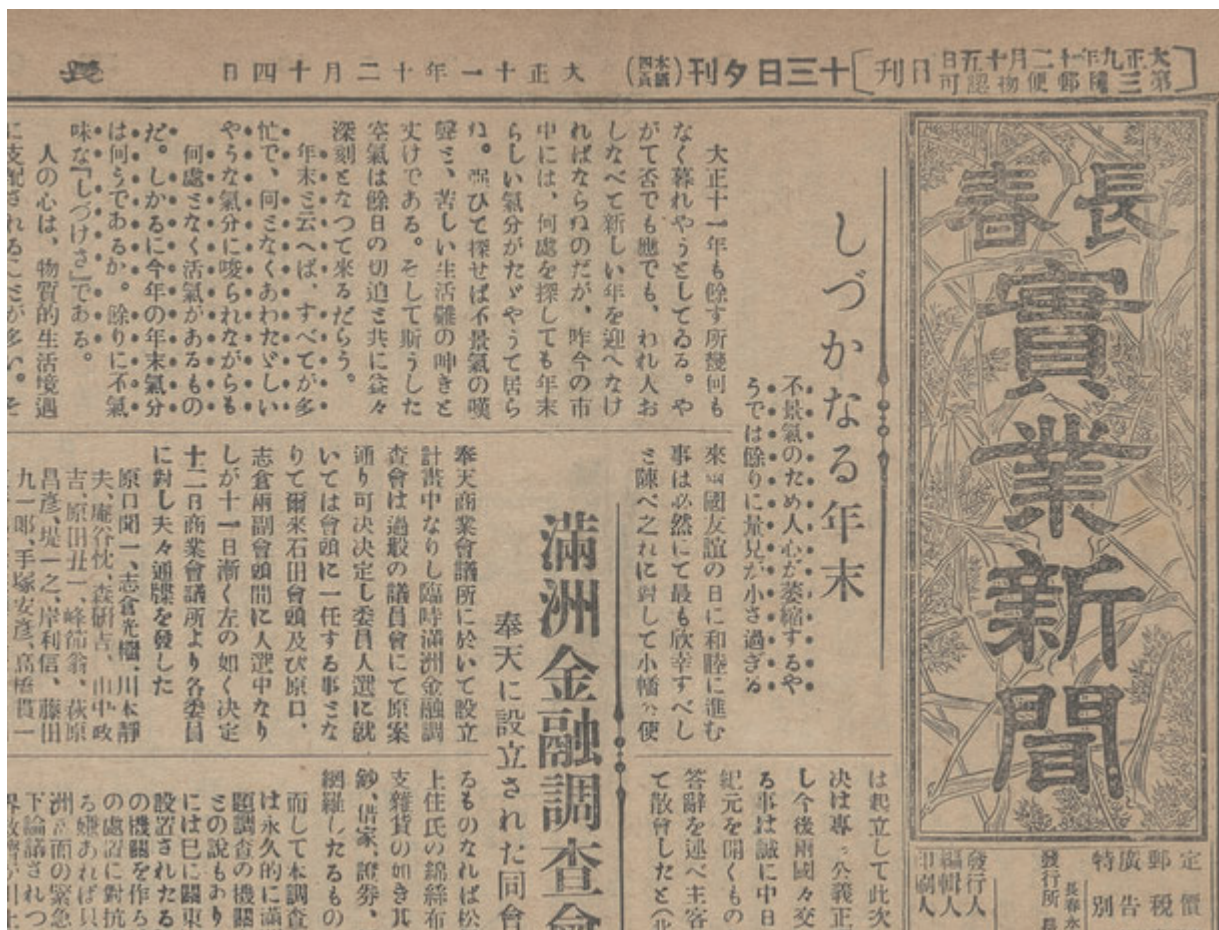 大正九年十二月十五日
第三種郵便物認可
日刊
十三日夕刊
(本紙四頁)
大正十一年十二月十四日
長
長春
實業新聞
定價
郵税
廣告
特別
發行所
長春
發行人
編輯人
印刷人
しづかなる年末
不景氣のため人心が萎縮するや
うでは餘りに量見が小さ過ぎる
大正十一年も餘す所幾何も
なく暮れやうとしてゐる。や
がて否でも應でも、われ人お
しなべて新しい年を迎へなけ
ればならぬのだが、昨今の市
中には、何處を探しても年末
らしい氣分がたゞやうて居ら
ね。强ひて探せば不景氣の嘆
聲と、苦しい生活難の呻きと
丈けである。そして斯うした
空氣は餘日の切迫と共に益々
深刻となつて來るだらう。
年末と云へば、すべてが多
忙で、何となくあわたゞしい
やうな氣分に唆られながらも
何處となく活氣があるもの
だ。しかるに今年の年末氣分
は何うであるか。餘りに不氣
味な『しづけさ』である。
人の心は、物質的生活境遇
に支配されることが多い。そ
來兩國友誼の日に和睦に進む
事は必然にて最も欣幸すべし
と陳べ之れに對して小幡公使
は起立して此次
決は專ら公義正
し今後兩國々交
る事は誠に中日
紀元を開くもの
答辭を述べ主客
て散會したと(北
滿洲金融調査會
奉天に設立された同會
奉天商業會議所に於いて設立
計畫中なりし臨時滿洲金融調
査會は過般の議員會にて原案
通り可決決定し委員人選に就
いては會頭に一任する事とな
りて爾來石田會頭及び原口、
志倉兩副會頭間に人選中なり
しが十一日漸く左の如く決定
十二日商業會議所より各委員
に對し夫々通牒を發した
原口聞一、志倉光楹、川本靜
夫、庵谷忱、森硏吉、山中政
吉、原田丑一、峰節翁、萩原
昌彥、堤一之、岸利信、藤田
九一郎、手塚安彥、高橋貫一
るものなれば松
上住氏の綿絲布
支雜貨の如き其
鈔、借家、證券、
網羅したるもの
而して本調査
は永久的に滿
題調査の機關
との說もあり
には已に關東
設置されたる
の機關を作ら
の處置に對抗
る嫌あれば只
洲方面の緊急
下論議されつ